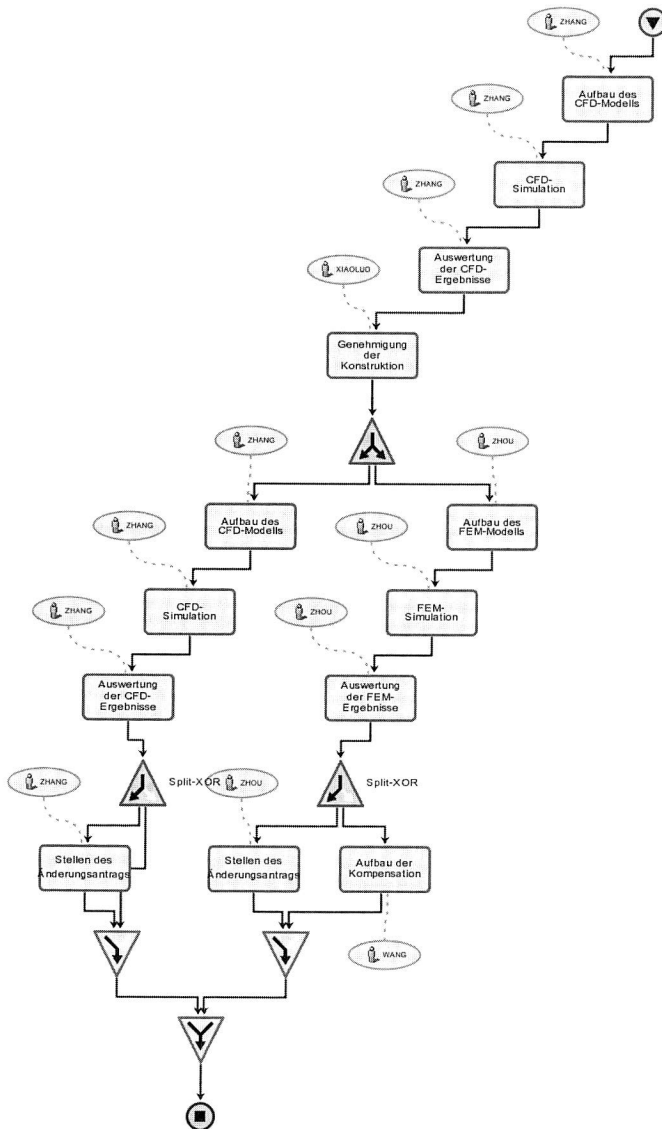 ZHANG
Aufbau des
CFD-Modells
ZHANG
CFD-
Simulation
ZHANG
Auswertung
der CFD-
Ergebnisse
XIAOLUO
Genehmigung
der
Konstruktion
ZHANG
ZHOU
Aufbau des
CFD-Modells
Aufbau des
FEM-Modells
ZHANG
ZHOU
CFD-
Simulation
FEM-
Simulation
ZHANG
ZHOU
Auswertung
der CFD-
Ergebnisse
Auswertung
der FEM-
Ergebnisse
Split-XOR
Split-XOR
ZHANG
ZHOU
Stellen des
Änderungsantrags
Stellen des
Änderungsantrags
Aufbau der
Kompensation
WANG